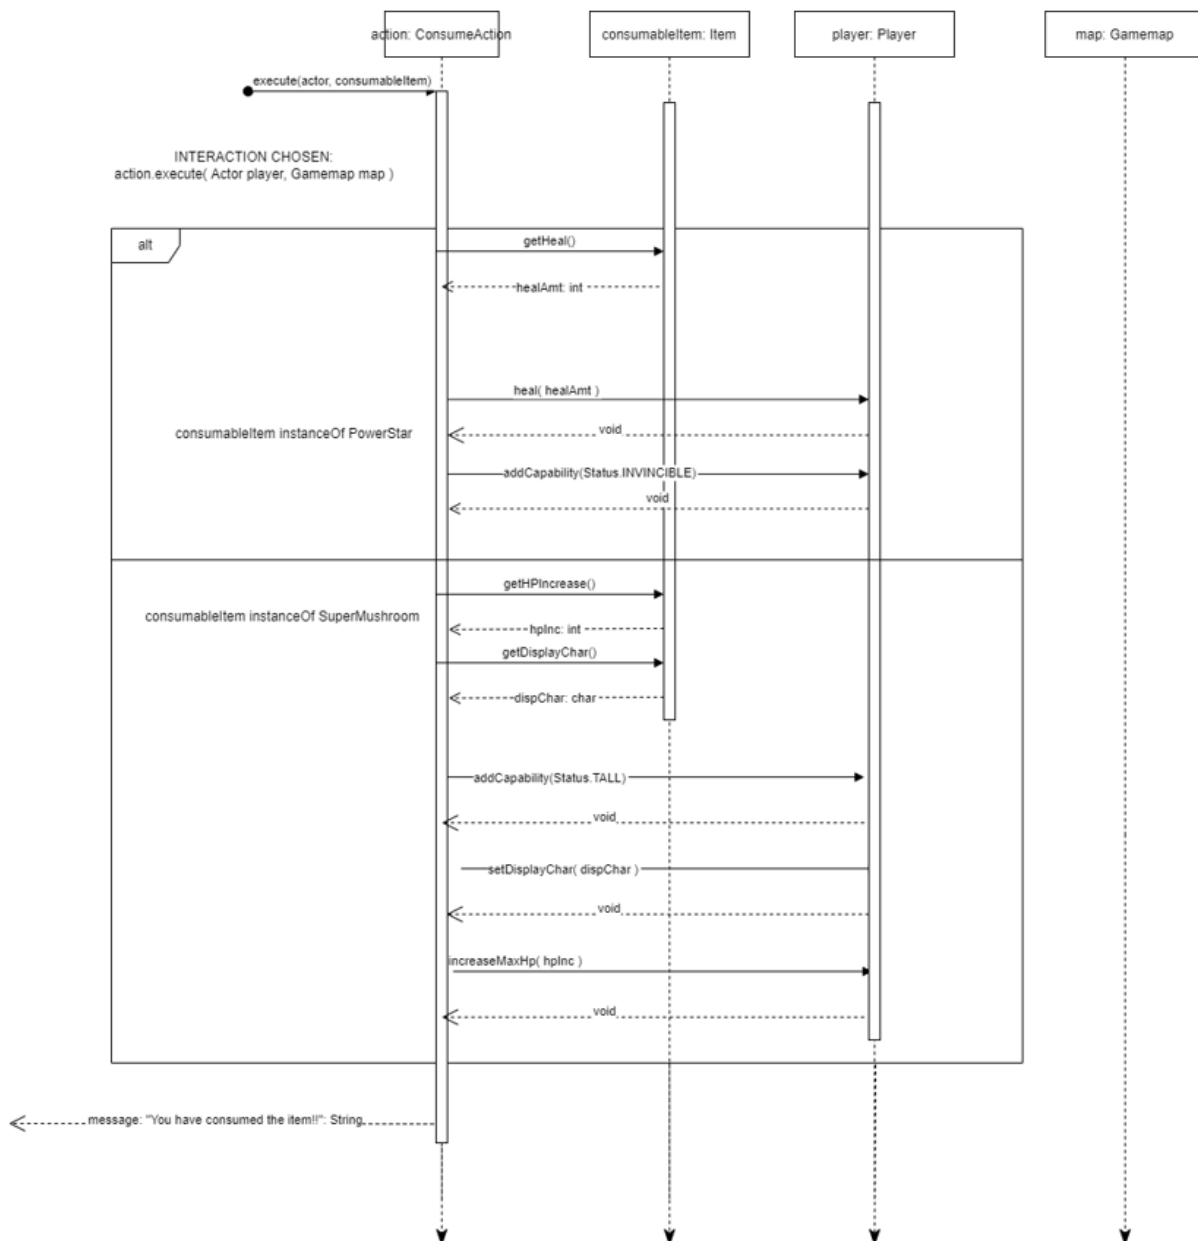 action: ConsumeAction
consumableItem: Item
player: Player
map: Gamemap
execute(actor, consumableItem)
INTERACTION CHOSEN:
action.execute( Actor player, Gamemap map )
alt
getHeal()
healAmt: int
heal( healAmt )
void
consumableItem instanceOf PowerStar
addCapability(Status.INVINCIBLE)
void
getHPIncrease()
consumableItem instanceOf SuperMushroom
hpInc: int
getDisplayChar()
dispChar: char
addCapability(Status.TALL)
void
setDisplayChar( dispChar )
void
increaseMaxHp( hpInc )
void
message: "You have consumed the item!!": String